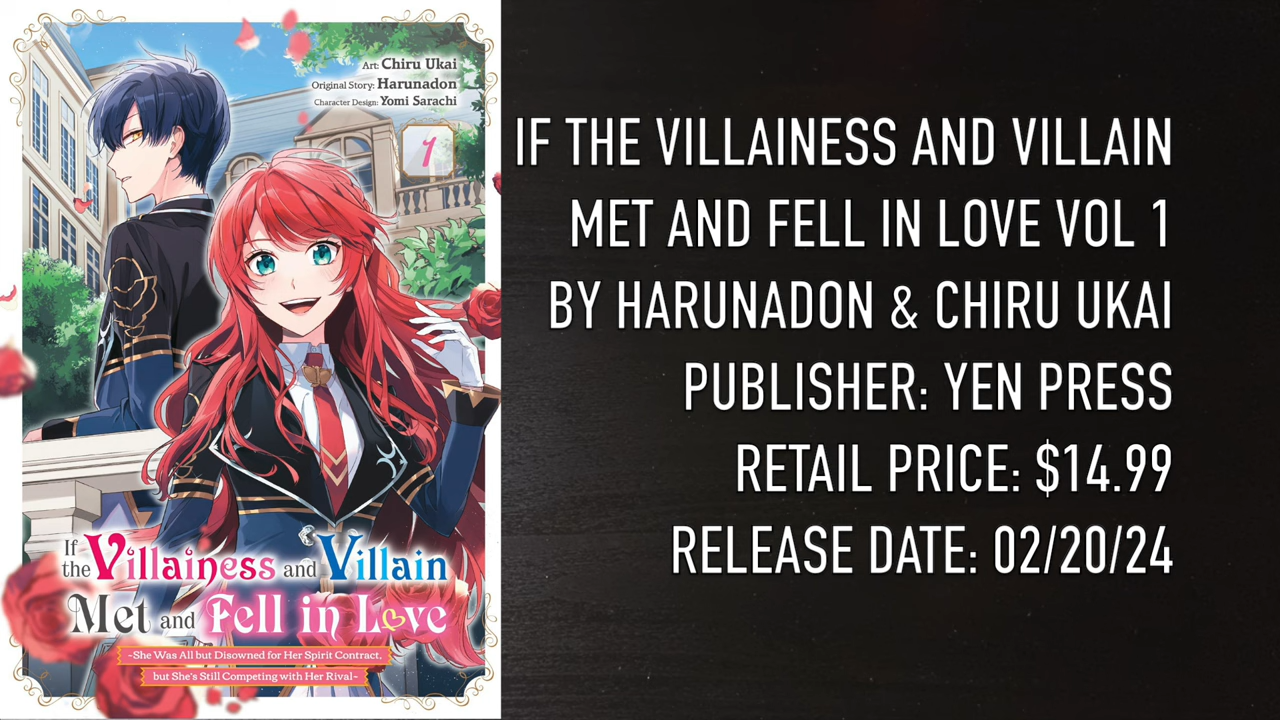 Art: Chiru Ukai
Original Story: Harunadon
Character Design: Yomi Sarachi
1
If the Villainess and Villain
Met and Fell in Love
~She Was All but Disowned for Her Spirit Contract,
but She's Still Competing with Her Rival~
IF THE VILLAINESS AND VILLAIN
MET AND FELL IN LOVE VOL 1
BY HARUNADON & CHIRU UKAI
PUBLISHER: YEN PRESS
RETAIL PRICE: $14.99
RELEASE DATE: 02/20/24